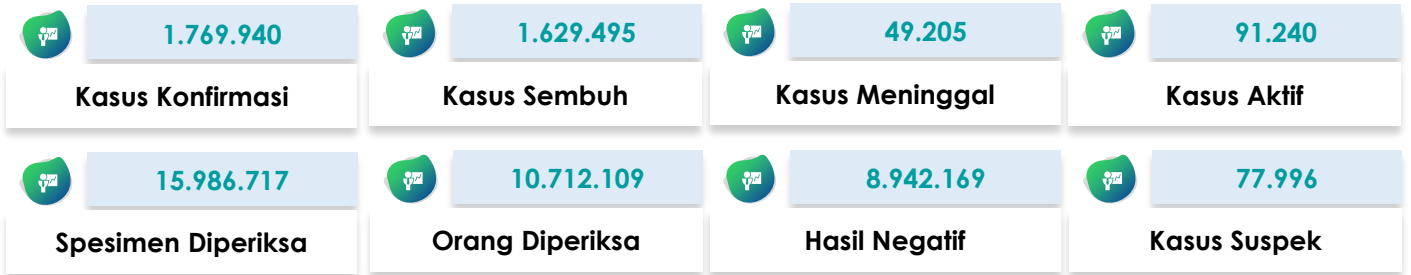 1.769.940
Kasus Konfirmasi
1.629.495
Kasus Sembuh
49.205
Kasus Meninggal
91.240
Kasus Aktif
15.986.717
Spesimen Diperiksa
10.712.109
Orang Diperiksa
8.942.169
Hasil Negatif
77.996
Kasus Suspek